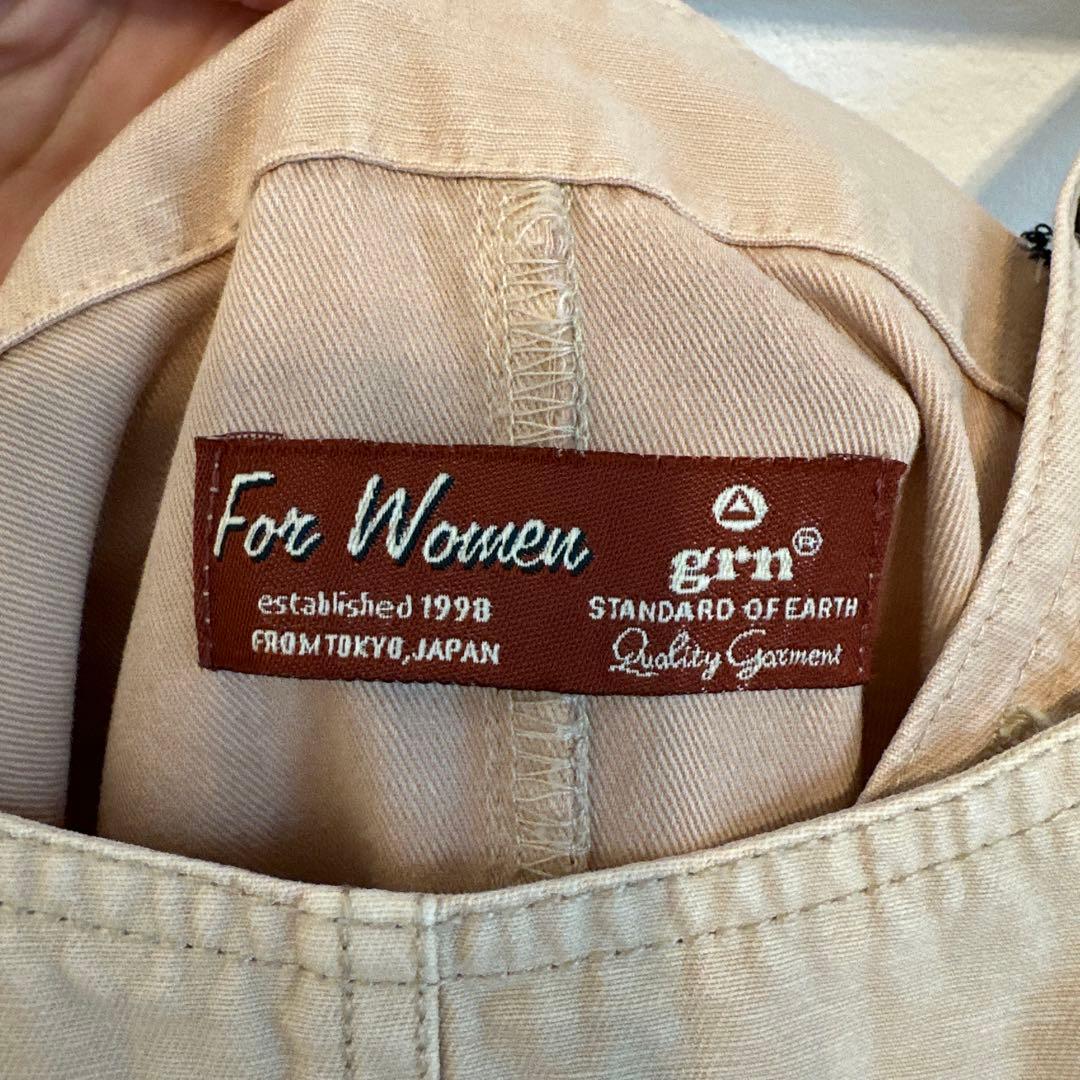 For Women
established 1998
FROM TOKYO, JAPAN
grn®
STANDARD OF EARTH
Quality Garment